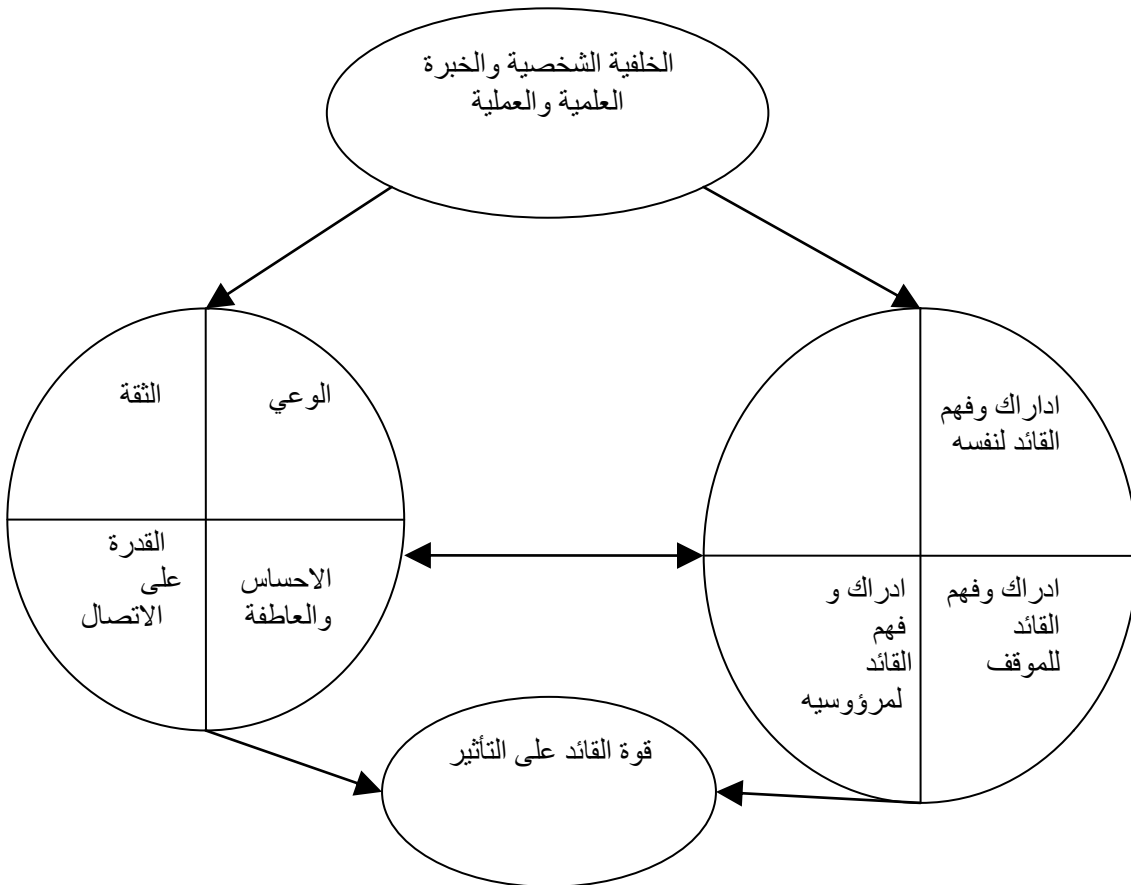 الخلفية الشخصية والخبرة
العلمية والعملية
اداراك وفهم
القائد لنفسه
ادراك وفهم
القائد
للموقف
ادراك و
فهم
القائد
لمرؤوسيه
الوعي
الثقة
الاحساس
والعاطفة
القدرة
على
الاتصال
قوة القائد على التأثير